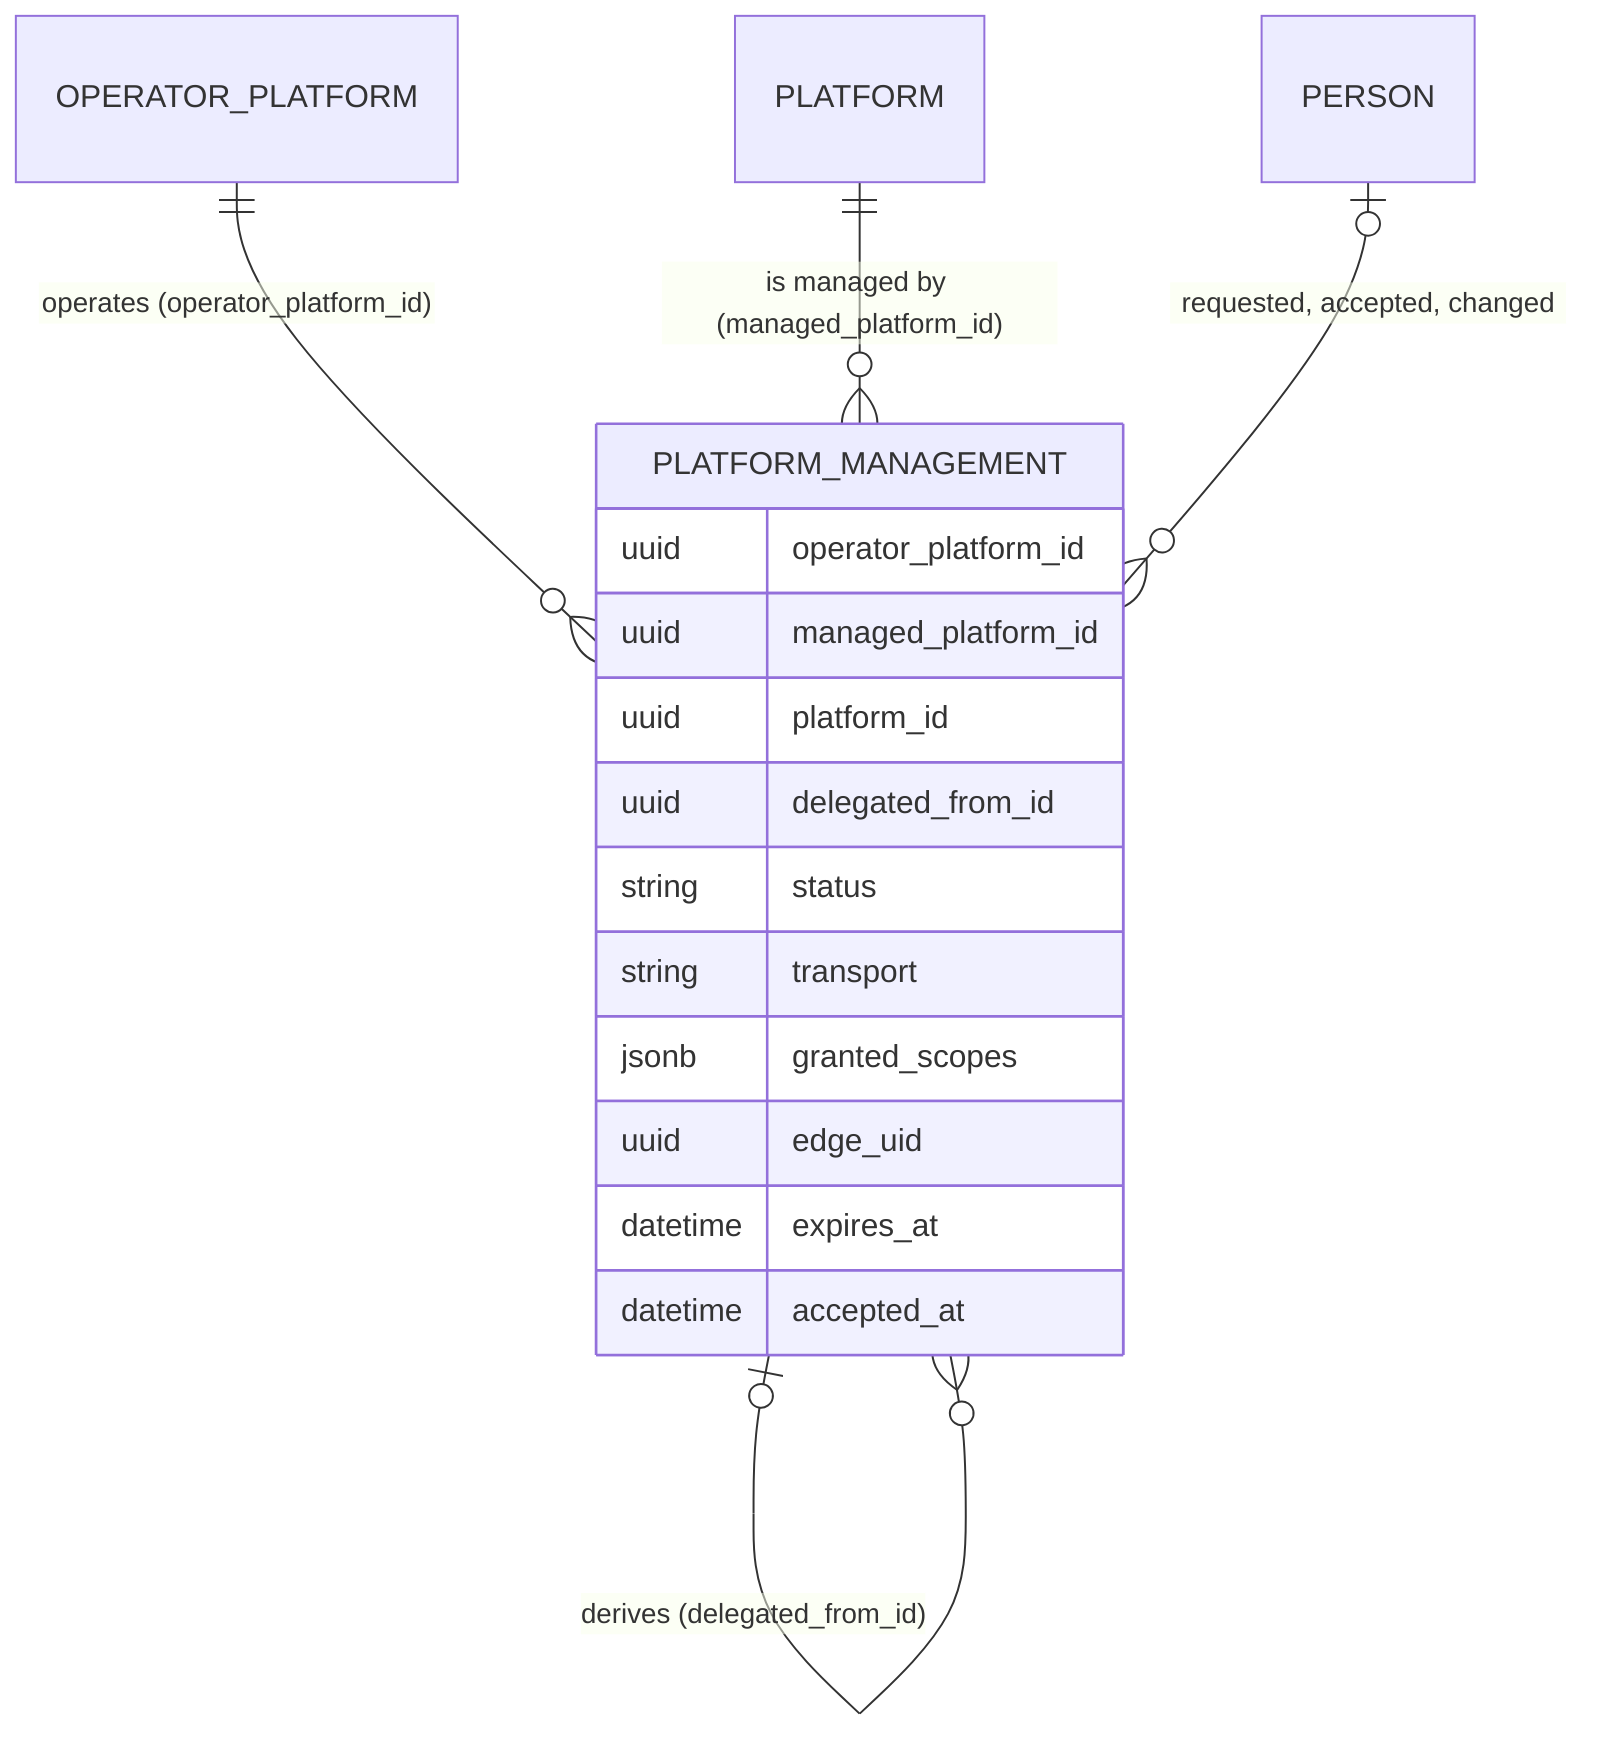 OPERATOR_PLATFORM
PLATFORM
PERSON
operates (operator_platform_id)
is managed by
(managed_platform_id)
requested, accepted, changed
PLATFORM_MANAGEMENT
uuid operator_platform_id
uuid managed_platform_id
uuid platform_id
uuid delegated_from_id
string status
string transport
jsonb granted_scopes
uuid edge_uid
datetime expires_at
datetime accepted_at
derives (delegated_from_id)